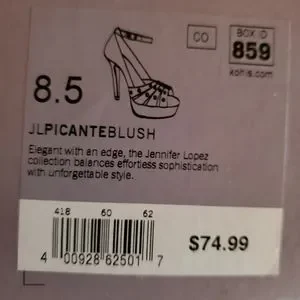 CO
BOX ID
859
kohls.com
8.5
JLPICANTEBLUSH
Elegant with an edge, the Jennifer Lopez
collection balances effortless sophistication
with unforgettable style.
418 60 62
4 00928 62501 7
$74.99